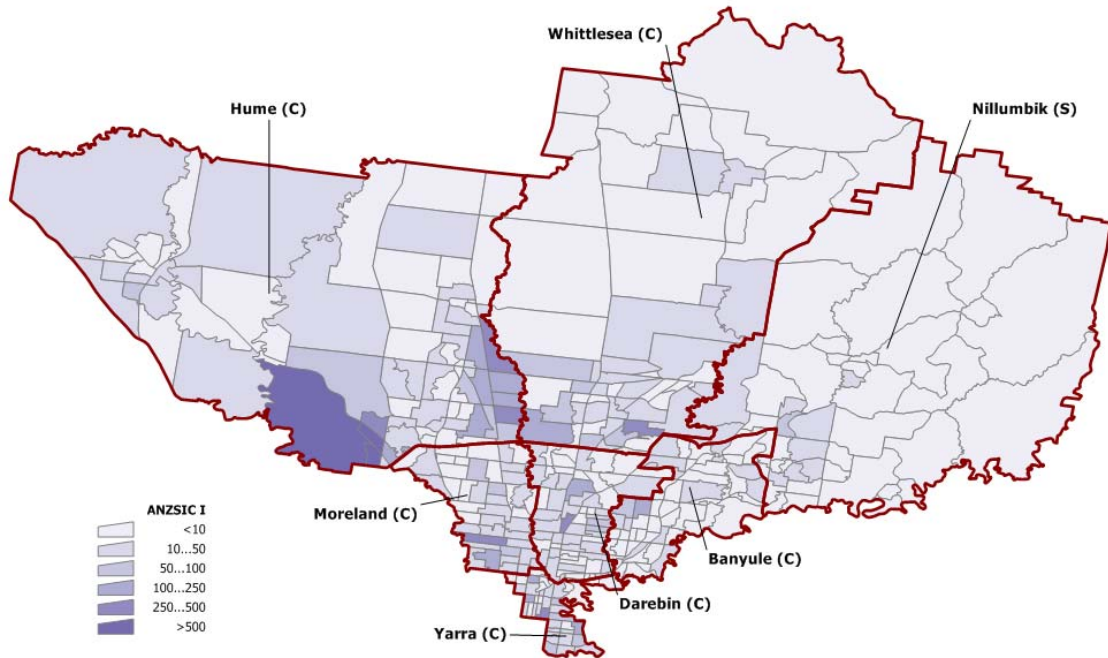 Whittlesea (C)
Hume (C)
Nillumbik (S)
ANZSIC I
<10
10...50
50...100
100...250
250...500
>500
Moreland (C)
Banyule (C)
Darebin (C)
Yarra (C)